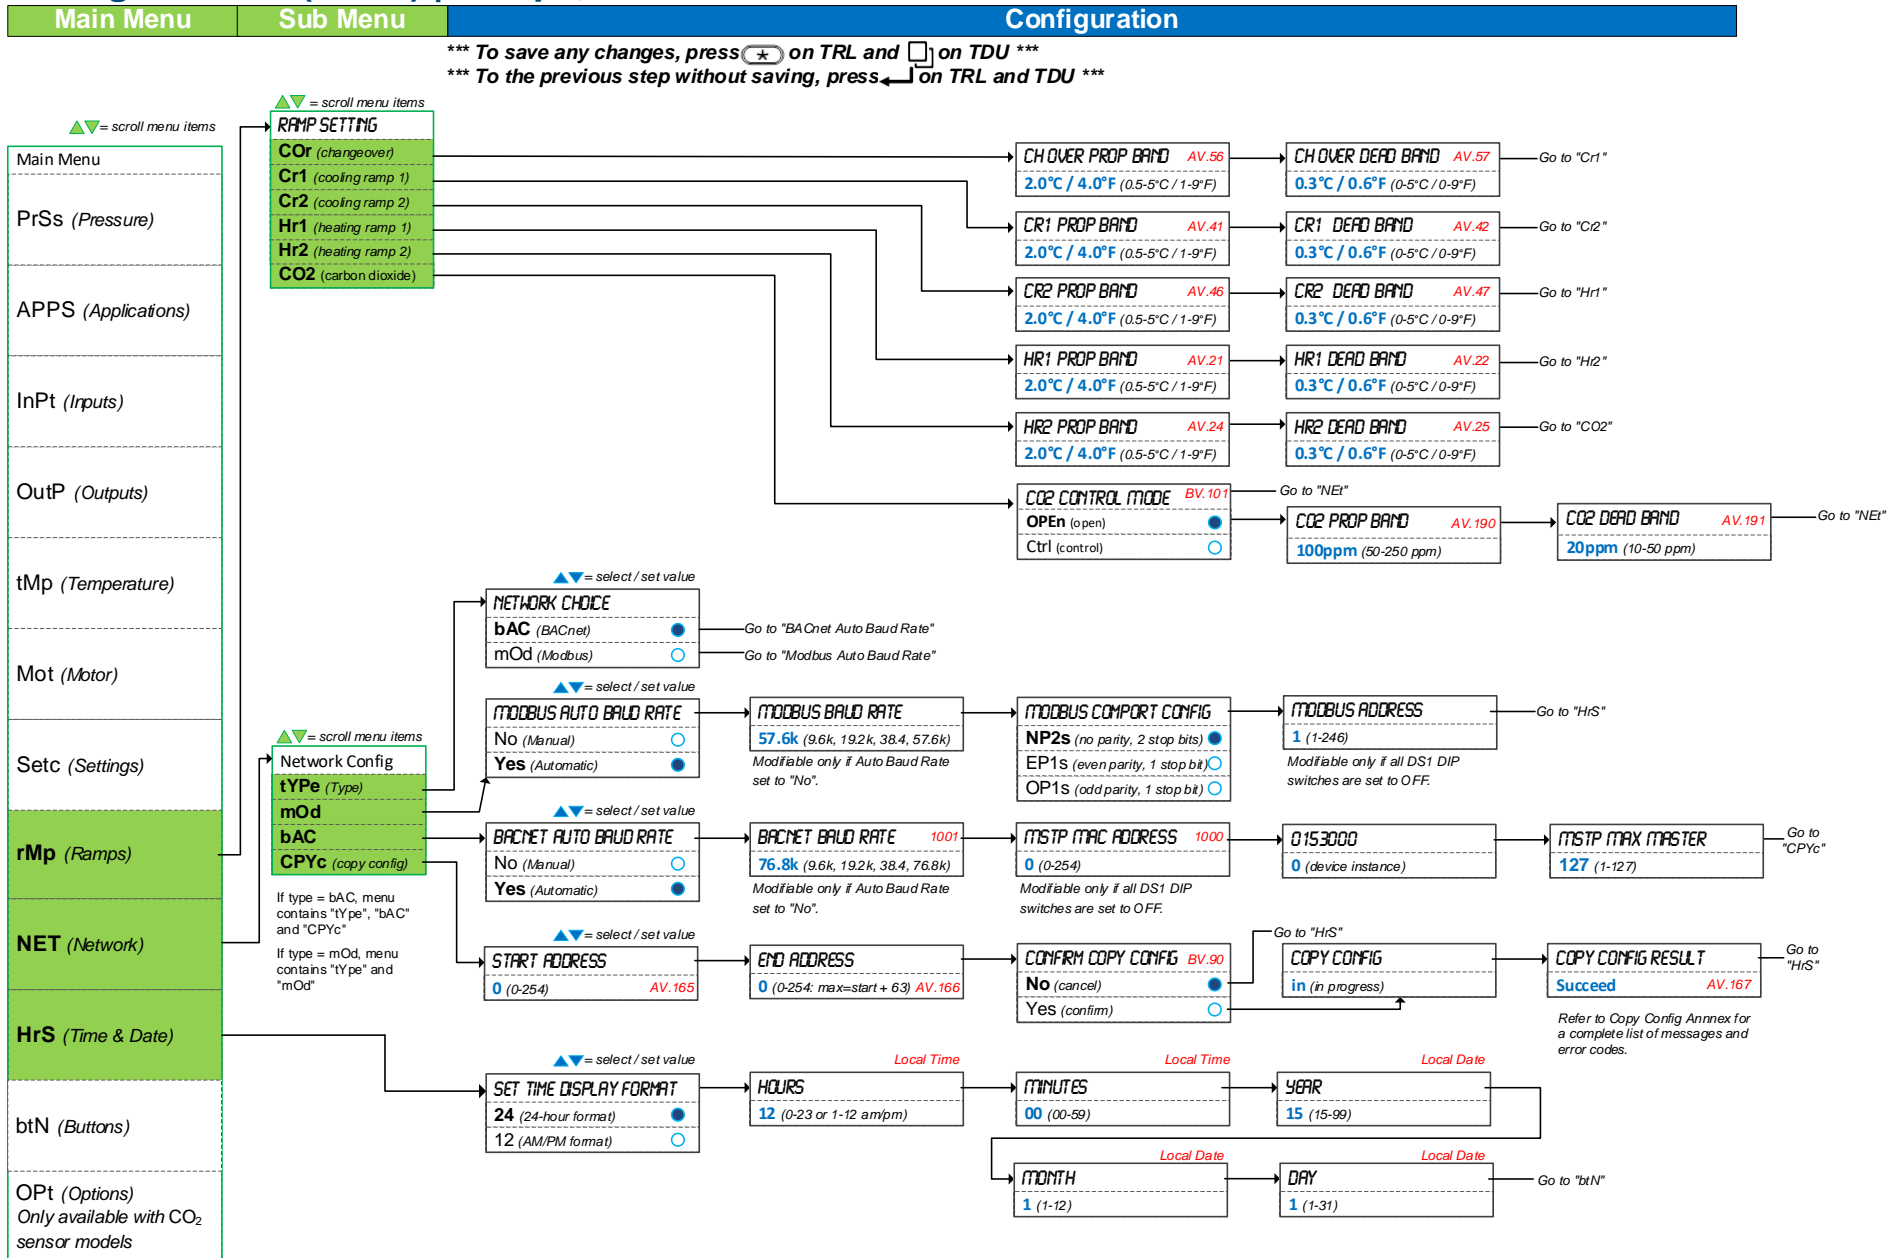 Main Menu
Sub Menu
Configuration
*** To save any changes, press on TRL and on TDU ***
*** To the previous step without saving, press on TRL and TDU ***
= scroll menu items
Main Menu
PrSs (Pressure)
APPS (Applications)
InPt (Inputs)
OutP (Outputs)
tMp (Temperature)
Mot (Motor)
Setc (Settings)
rMp (Ramps)
NET (Network)
HrS (Time & Date)
btN (Buttons)
OPt (Options)
Only available with CO2
sensor models
= scroll menu items
RAMP SETTING
COr (changeover)
Cr1 (cooling ramp 1)
Cr2 (cooling ramp 2)
Hr1 (heating ramp 1)
Hr2 (heating ramp 2)
CO2 (carbon dioxide)
CH OVER PROP BAND AV.56
2.0°C / 4.0°F (0.5-5°C / 1-9°F)
CH OVER DEAD BAND AV.57
0.3°C / 0.6°F (0-5°C / 0-9°F)
Go to "Cr1"
CR1 PROP BAND AV.41
2.0°C / 4.0°F (0.5-5°C / 1-9°F)
CR1 DEAD BAND AV.42
0.3°C / 0.6°F (0-5°C / 0-9°F)
Go to "Cr2"
CR2 PROP BAND AV.46
2.0°C / 4.0°F (0.5-5°C / 1-9°F)
CR2 DEAD BAND AV.47
0.3°C / 0.6°F (0-5°C / 0-9°F)
Go to "Hr1"
HR1 PROP BAND AV.21
2.0°C / 4.0°F (0.5-5°C / 1-9°F)
HR1 DEAD BAND AV.22
0.3°C / 0.6°F (0-5°C / 0-9°F)
Go to "Hr2"
HR2 PROP BAND AV.24
2.0°C / 4.0°F (0.5-5°C / 1-9°F)
HR2 DEAD BAND AV.25
0.3°C / 0.6°F (0-5°C / 0-9°F)
Go to "CO2"
CO2 CONTROL MODE BV.101
OPEn (open)
Ctrl (control)
Go to "NEt"
CO2 PROP BAND AV.190
100ppm (50-250 ppm)
CO2 DEAD BAND AV.191
20ppm (10-50 ppm)
Go to "NEt"
= scroll menu items
Network Config
tYPe (Type)
mOd
bAC
CPYc (copy config)
If type = bAC, menu
contains "tYpe", "bAC"
and "CPYc"
If type = mOd, menu
contains "tYpe" and
"mOd"
= select / set value
NETWORK CHOICE
bAC (BACnet)
mOd (Modbus)
Go to "BACnet Auto Baud Rate"
Go to "Modbus Auto Baud Rate"
= select / set value
MODBUS AUTO BAUD RATE
No (Manual)
Yes (Automatic)
MODBUS BAUD RATE
57.6k (9.6k, 19.2k, 38.4, 57.6k)
Modifiable only if Auto Baud Rate
set to "No".
MODBUS COMPORT CONFIG
NP2s (no parity, 2 stop bits)
EP1s (even parity, 1 stop bit)
OP1s (odd parity, 1 stop bit)
MODBUS ADDRESS
1 (1-246)
Modifiable only if all DS1 DIP
switches are set to OFF.
Go to "HrS"
= select / set value
BACNET AUTO BAUD RATE
No (Manual)
Yes (Automatic)
BACNET BAUD RATE 1001
76.8k (9.6k, 19.2k, 38.4, 76.8k)
Modifiable only if Auto Baud Rate
set to "No".
MSTP MAC ADDRESS 1000
0 (0-254)
Modifiable only if all DS1 DIP
switches are set to OFF.
0153000
0 (device instance)
MSTP MAX MASTER
127 (1-127)
Go to
"CPYc"
= select / set value
START ADDRESS
0 (0-254) AV.165
END ADDRESS
0 (0-254: max=start + 63) AV.166
CONFIRM COPY CONFIG BV.90
No (cancel)
Yes (confirm)
Go to "HrS"
COPY CONFIG
in (in progress)
COPY CONFIG RESULT
Succeed AV.167
Refer to Copy Config Annnex for
a complete list of messages and
error codes.
Go to
"HrS"
= select / set value
SET TIME DISPLAY FORMAT
24 (24-hour format)
12 (AM/PM format)
Local Time
HOURS
12 (0-23 or 1-12 am/pm)
Local Time
MINUTES
00 (00-59)
Local Date
YEAR
15 (15-99)
Local Date
MONTH
1 (1-12)
Local Date
DAY
1 (1-31)
Go to "btN"